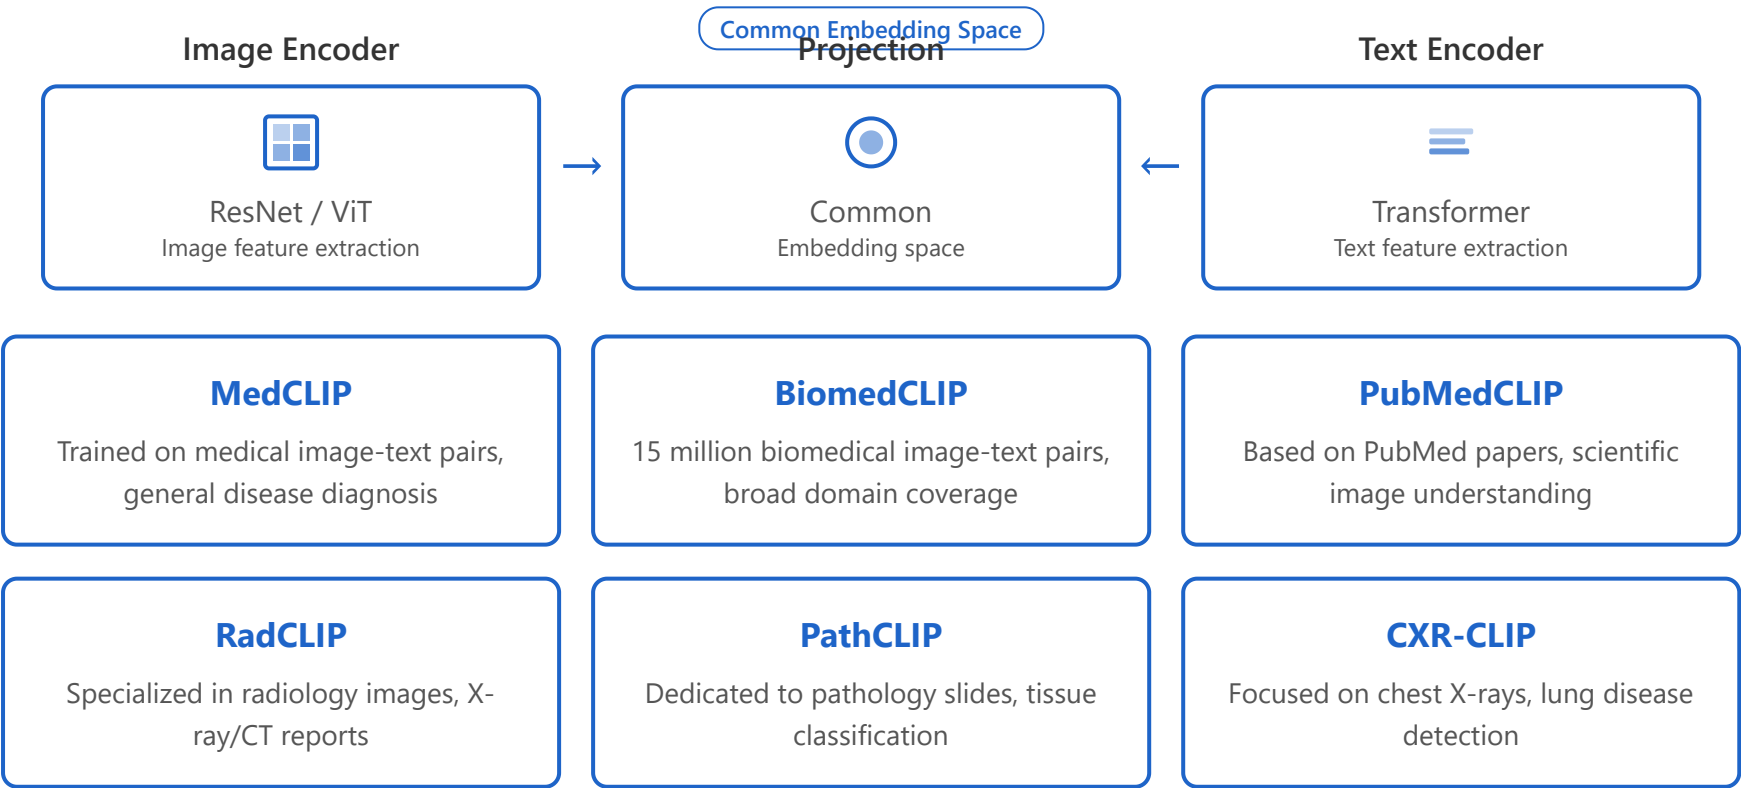 Common Embedding Space
Image Encoder
Projection
Text Encoder
ResNet / ViT
Image feature extraction
→
Common
Embedding space
←
Transformer
Text feature extraction
MedCLIP
Trained on medical image-text pairs,
general disease diagnosis
BiomedCLIP
15 million biomedical image-text pairs,
broad domain coverage
PubMedCLIP
Based on PubMed papers, scientific
image understanding
RadCLIP
Specialized in radiology images, X-
ray/CT reports
PathCLIP
Dedicated to pathology slides, tissue
classification
CXR-CLIP
Focused on chest X-rays, lung disease
detection